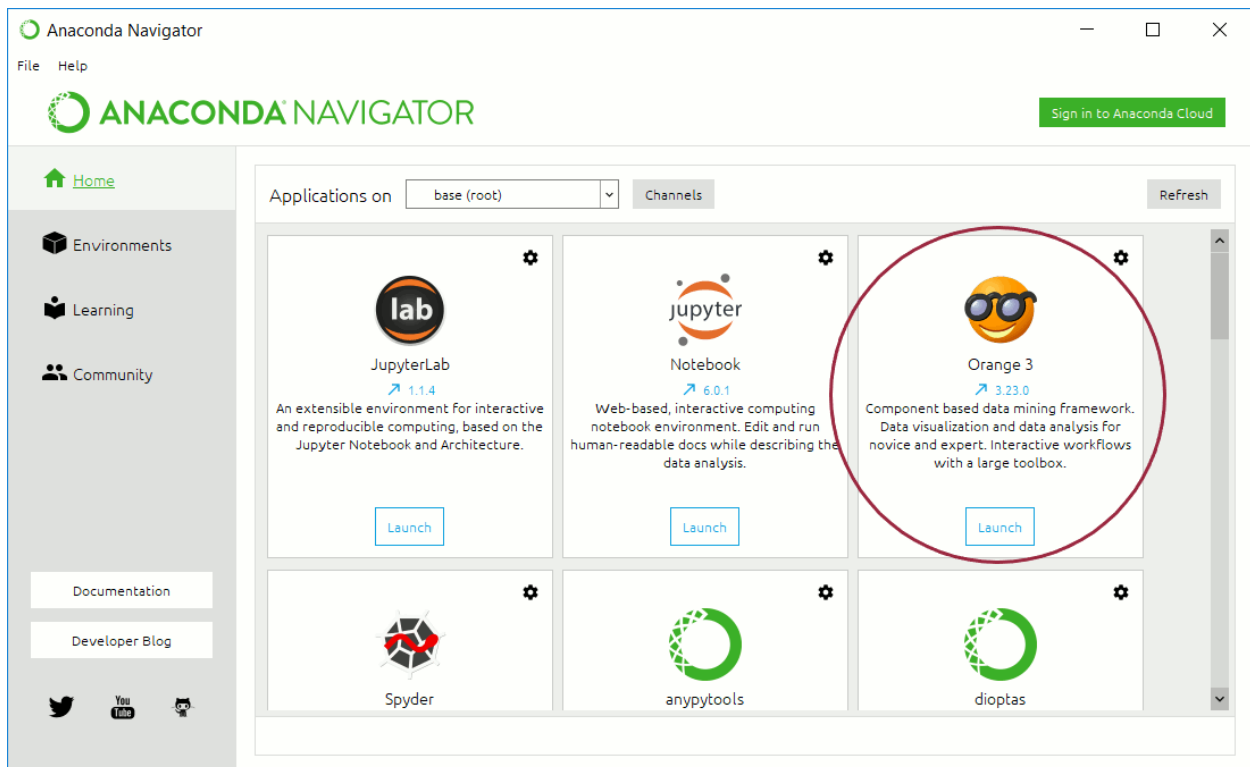 Anaconda Navigator
File Help
ANACONDA NAVIGATOR
Sign in to Anaconda Cloud
Home
Environments
Learning
Community
Documentation
Developer Blog
You
Tube
Applications on base (root) Channels Refresh
lab
JupyterLab
1.1.4
An extensible environment for interactive
and reproducible computing, based on the
Jupyter Notebook and Architecture.
Launch
jupyter
Notebook
6.0.1
Web-based, interactive computing
notebook environment. Edit and run
human-readable docs while describing the
data analysis.
Launch
Orange 3
3.23.0
Component based data mining framework.
Data visualization and data analysis for
novice and expert. Interactive workflows
with a large toolbox.
Launch
Spyder
anypytools
dioptas